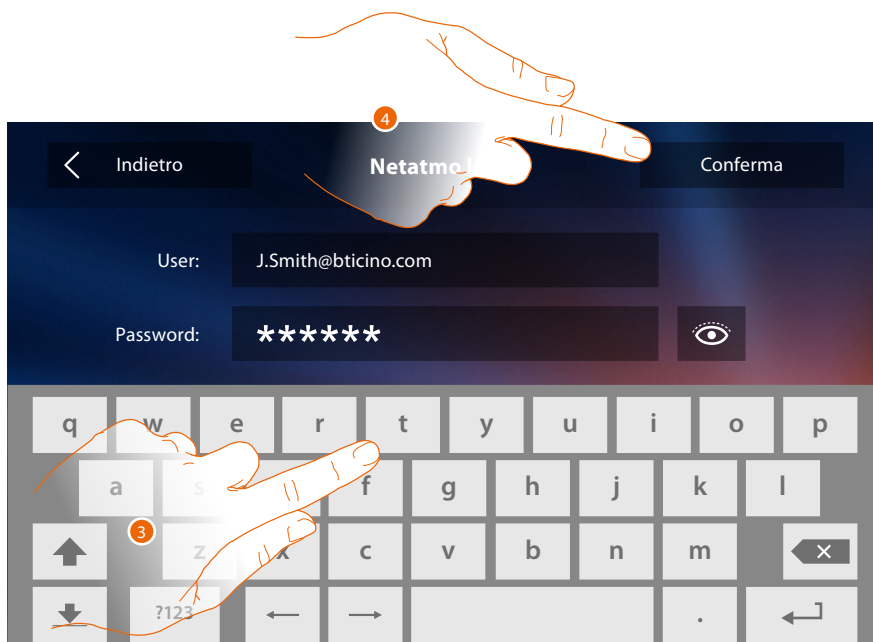 4
Indietro
Netatmo
Conferma
User:
J.Smith@bticino.com
Password:
******
q w e r t y u i o p
a s f g h j k l
3
z x c v b n m
?123
.